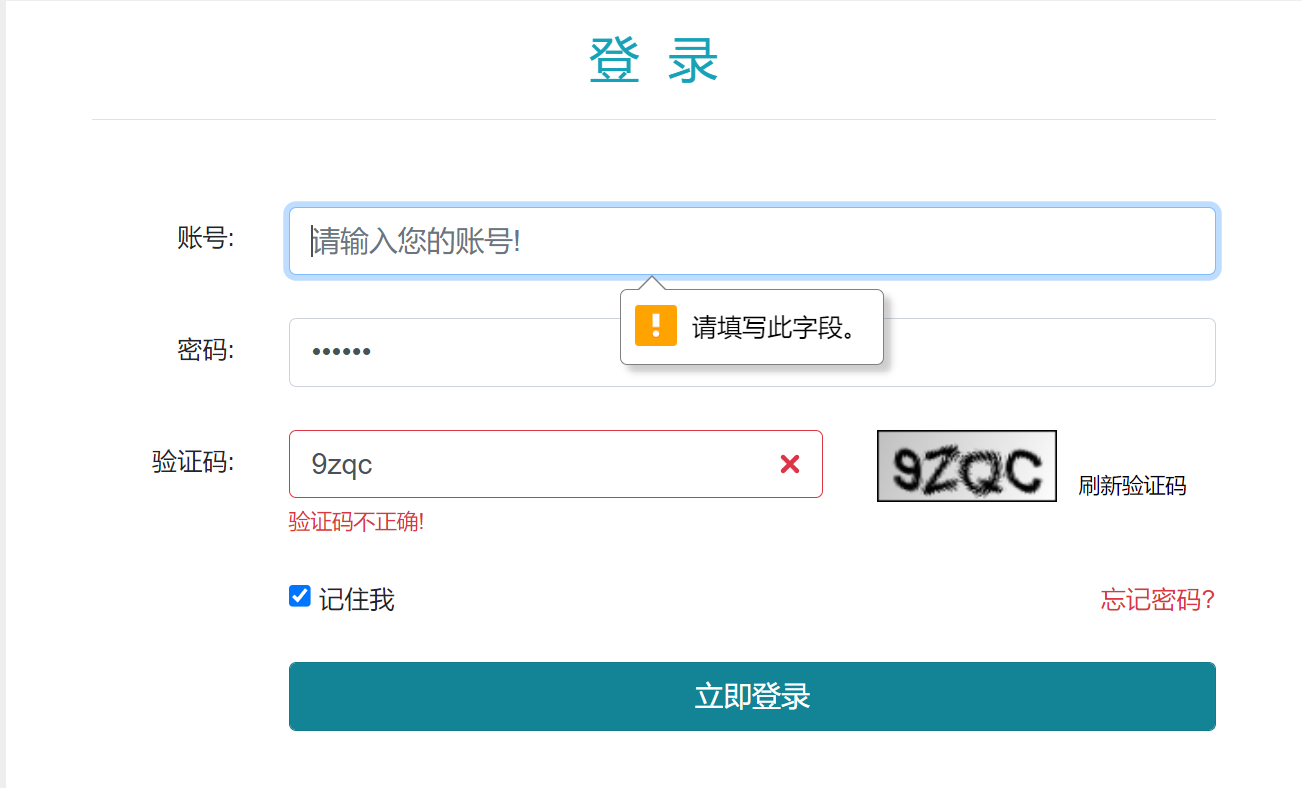 登 录
账号:
请输入您的账号!
请填写此字段。
密码:
••••••
验证码:
9zqc
9ZQC
刷新验证码
验证码不正确!
记住我
忘记密码?
立即登录